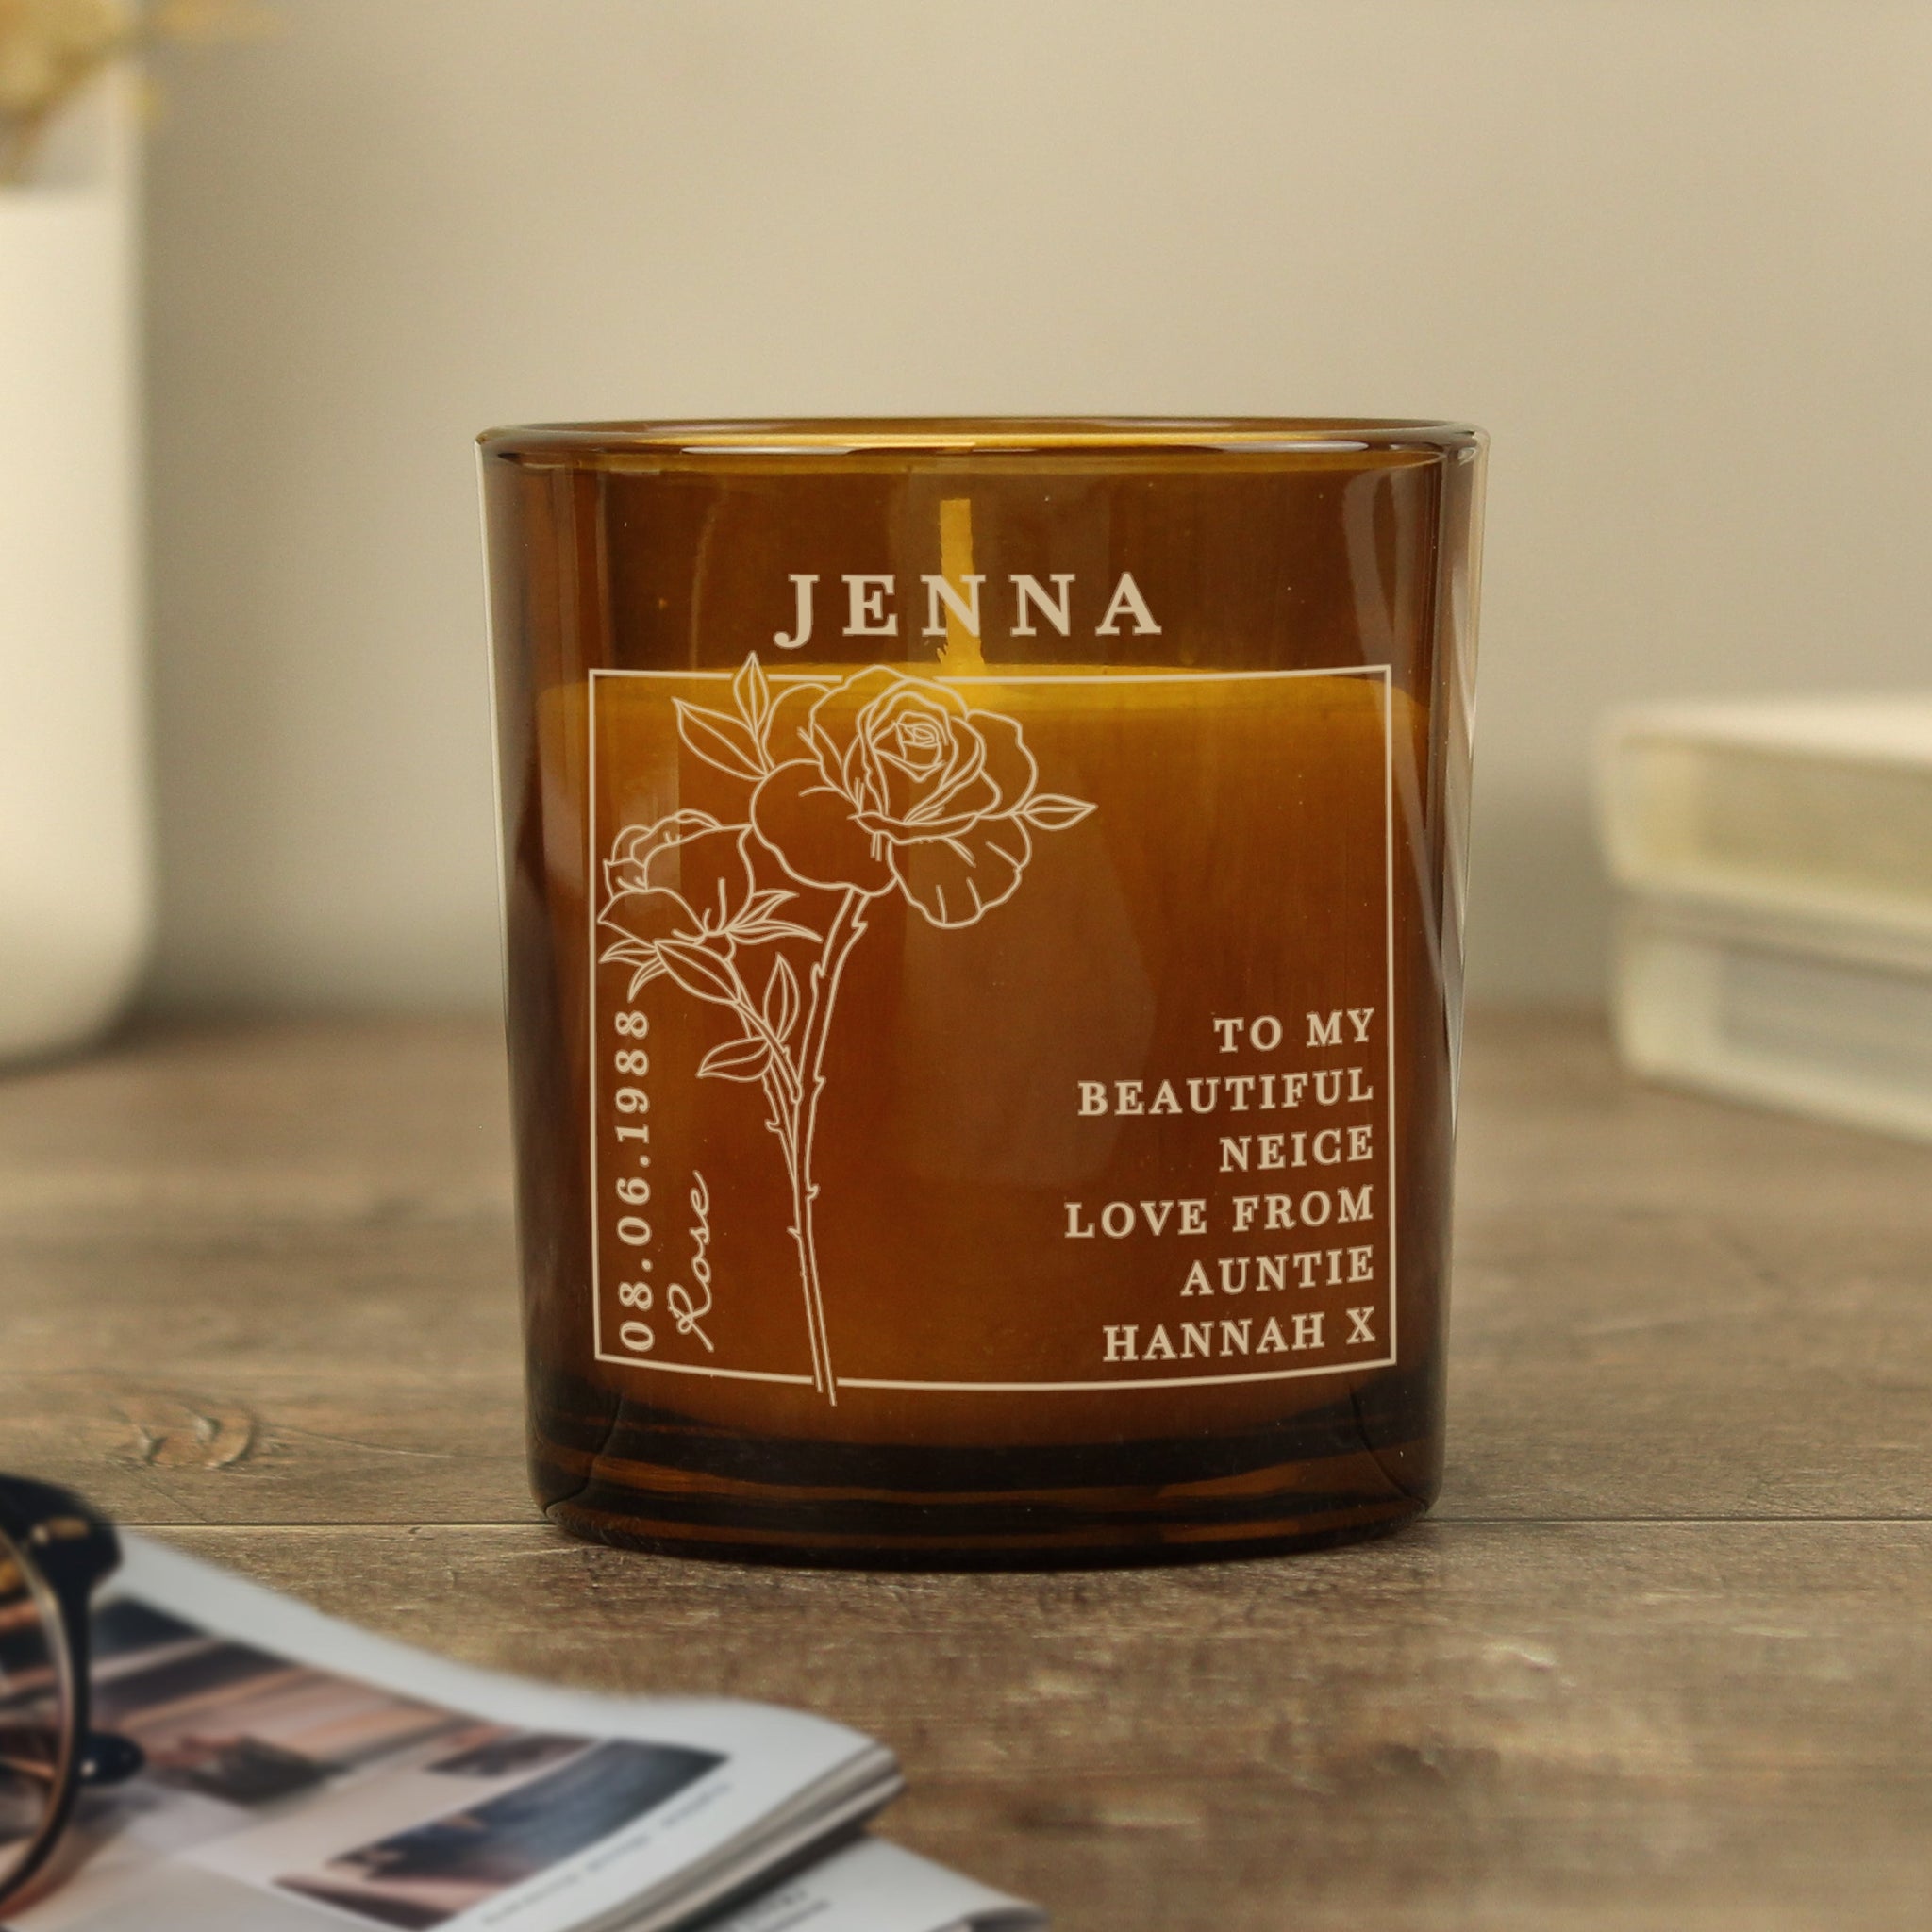 JENNA
08.06.1988
Rose
TO MY
BEAUTIFUL
NEICE
LOVE FROM
AUNTIE
HANNAH X